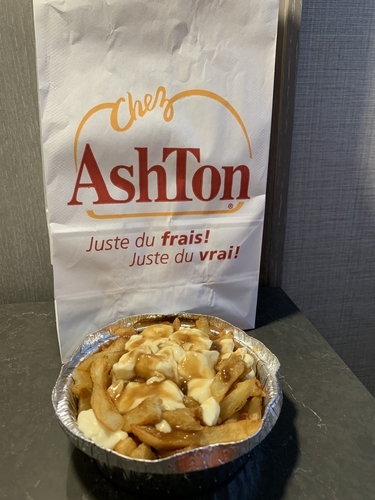 Chez
AshTon
®
Juste du frais!
Juste du vrai!